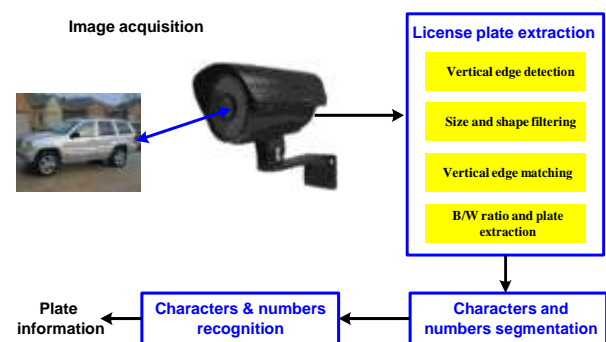 Image acquisition
License plate extraction
Vertical edge detection
Size and shape filtering
Vertical edge matching
B/W ratio and plate
extraction
Characters and
numbers segmentation
Characters & numbers
recognition
Plate
information